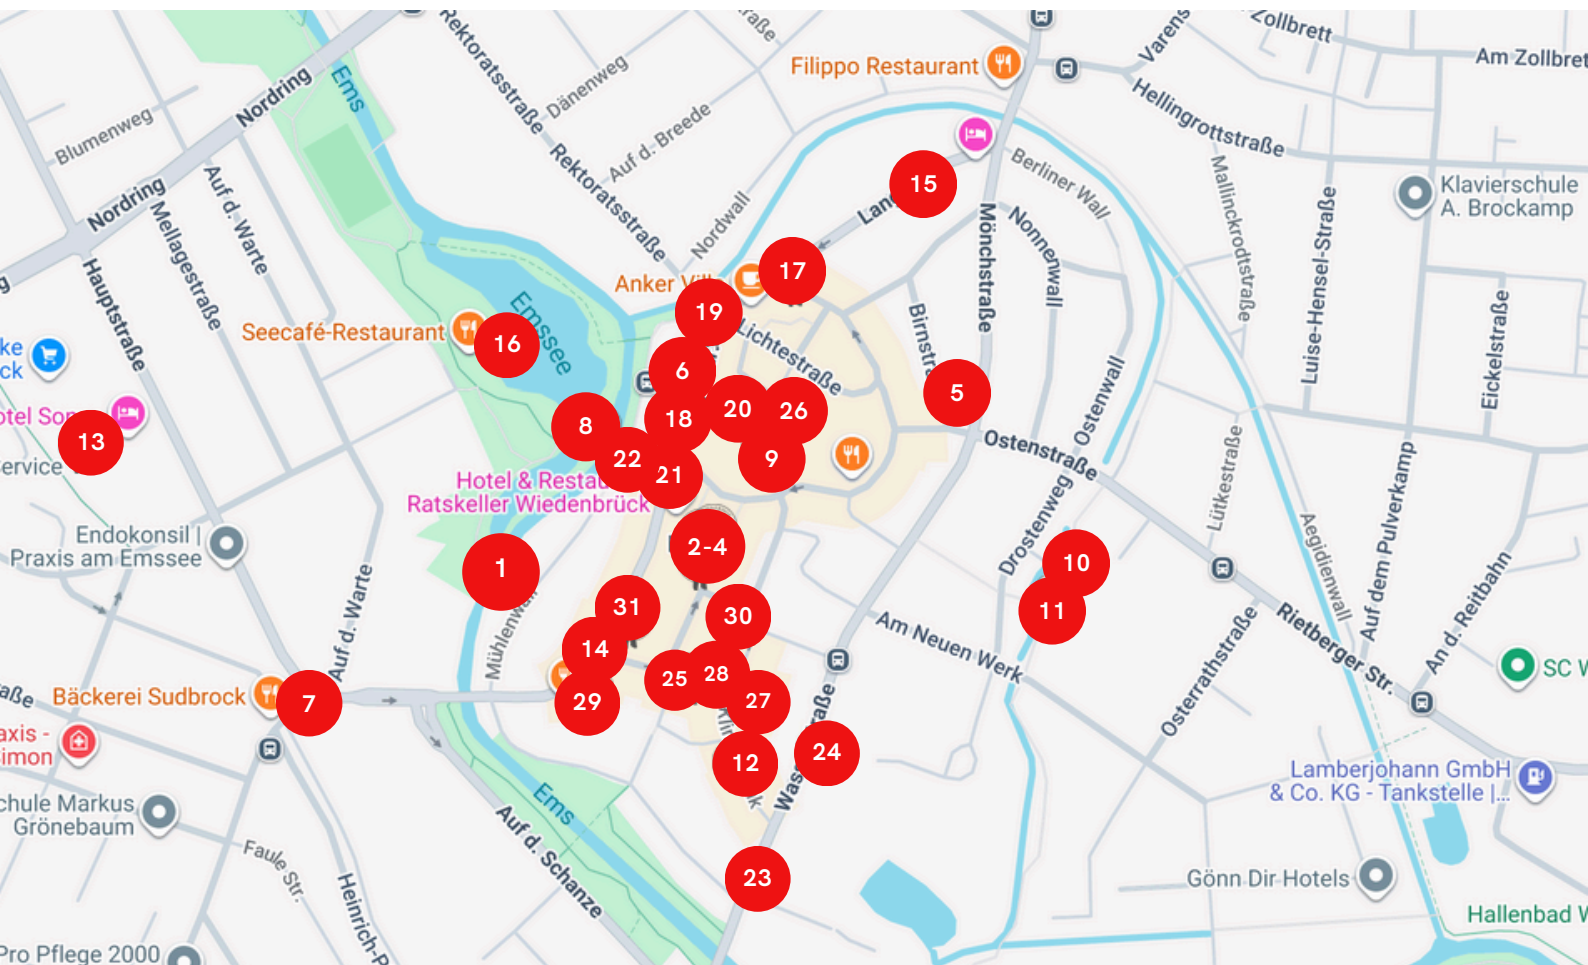 Ems
Rektoratsstraße
Dänenweg
Filippo Restaurant
Varens
Zollbrett
Am Zollbret
Nordring
Blumenweg
Auf d. Breede
Rektoratsstraße
Hellingrottstraße
Berliner Wall
15
Klavierschule
A. Brockamp
Nordring
Auf d. Warte
Mellagestraße
Nordwall
Mönchstraße
Nonnenwall
Mallinckrodtstraße
Luise-Hensel-Straße
Hauptstraße
17
Anker
19
Seecafé-Restaurant
16
Emssee
Lichtestraße
Eickelstraße
6
5
13
8
18
20
26
22
21
9
Ostenstraße
Ostenwall
Hotel &
Ratskeller Wiedenbrück
Service
Lütkestraße
Auf dem Pulverkamp
Endokonsil |
Praxis am Emssee
Aegidienwall
Drostenweg
2-4
1
10
11
31
30
14
Am Neuen Werk
An d. Reitbahn
Rietberger Str.
Osterrathstraße
Auf d. Warte
25
28
27
29
Bäckerei Sudbrock
7
SC W
12
24
Lamberjohann GmbH
& Co. KG - Tankstelle |...
chule Markus
Grönebaum
Ems
Auf d. Schanze
Faule Str.
23
Gönn Dir Hotels
Heinrich-
Hallenbad W
Pro Pflege 2000